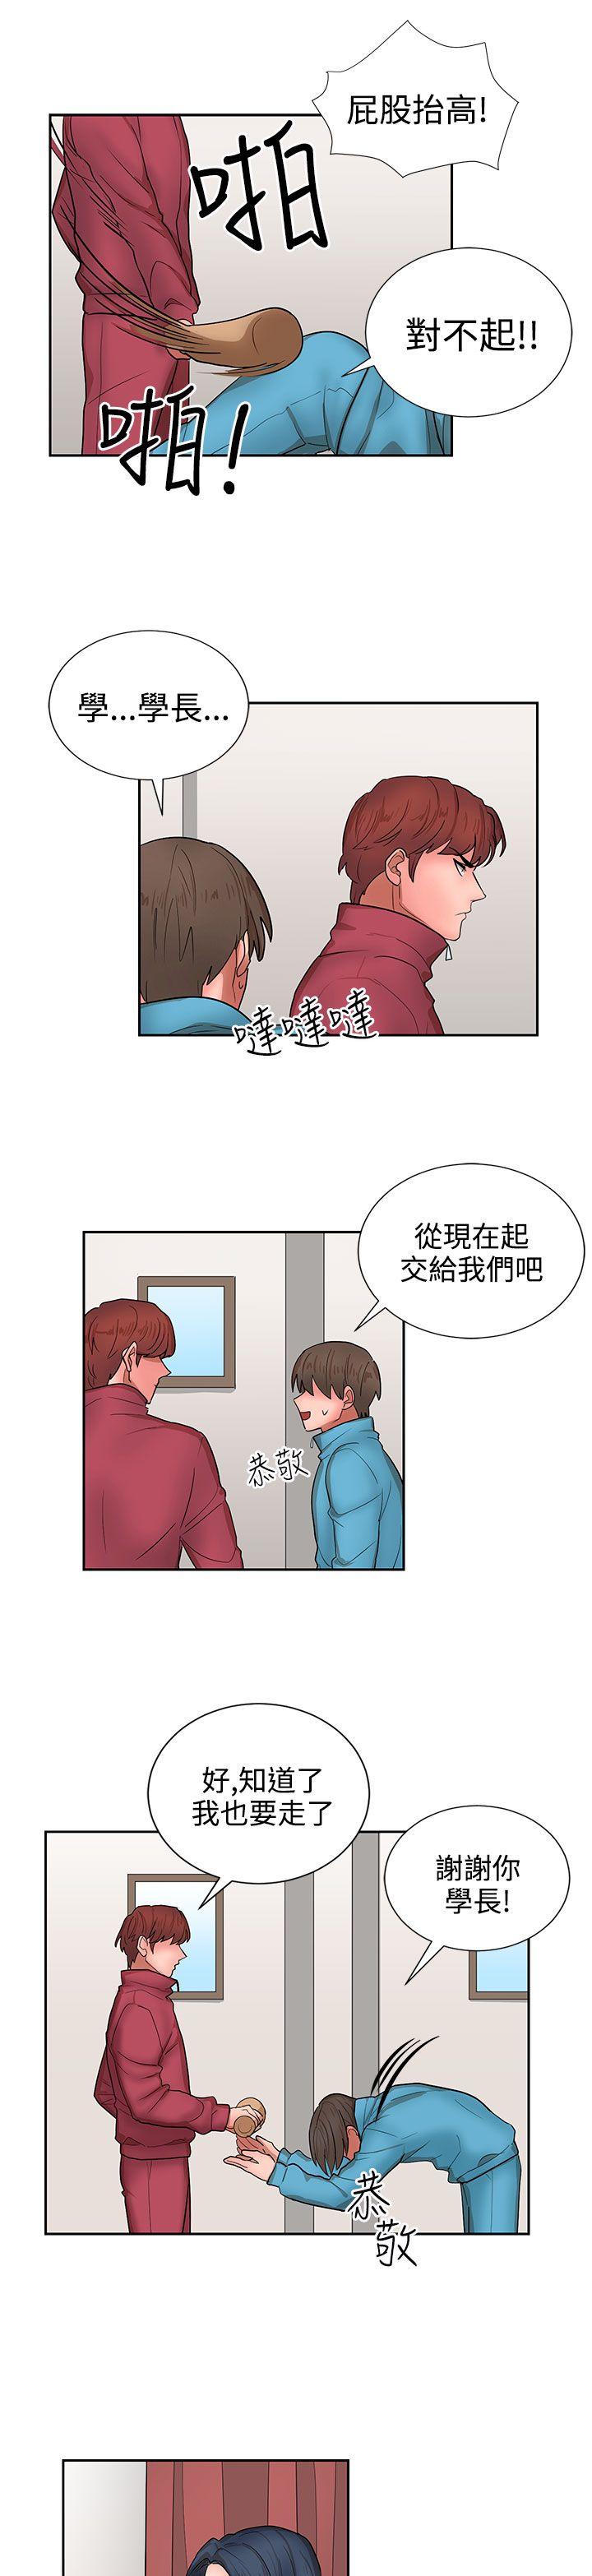 屁股抬高!
啪
對不起!!
啪!
學...學長...
噠噠噠
從現在起
交給我們吧
恭敬
好,知道了
我也要走了
謝謝你
學長!
恭
敬